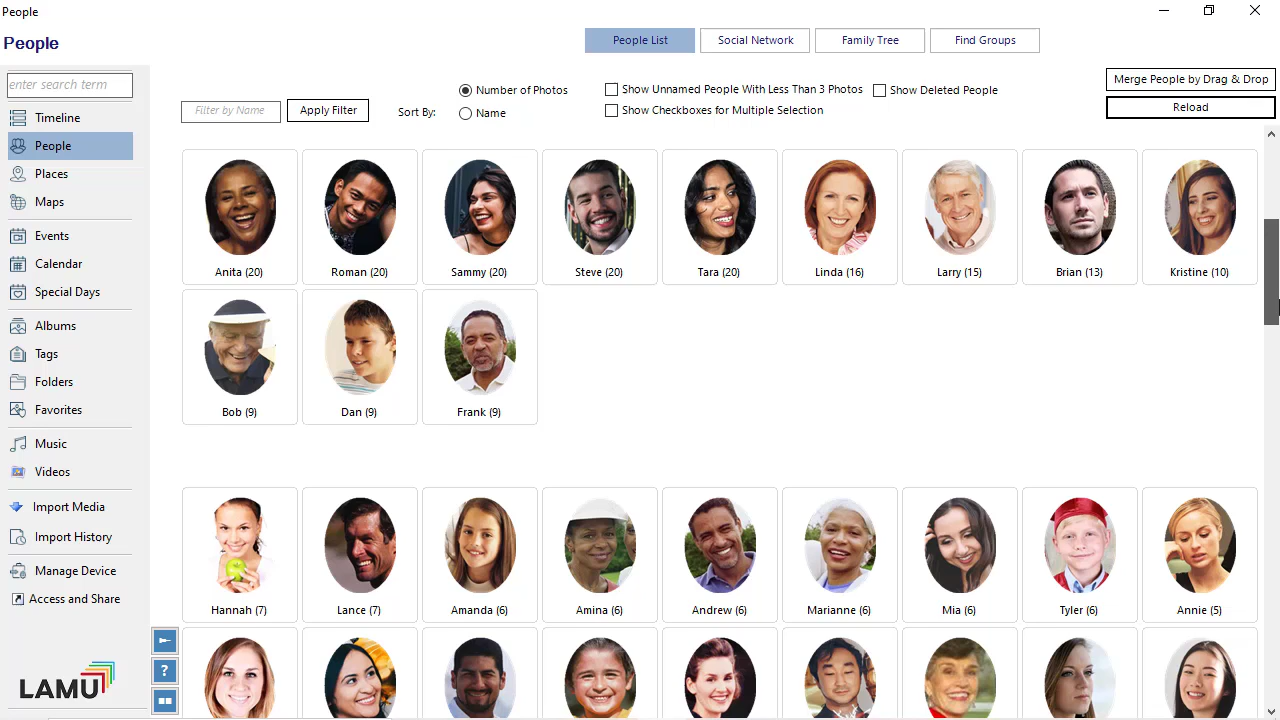 People
People
People List
Social Network
Family Tree
Find Groups
enter search term
Timeline
People
Places
Maps
Events
Calendar
Special Days
Albums
Tags
Folders
Favorites
Music
Videos
Import Media
Import History
Manage Device
Access and Share
LAMU
Filter by Name
Apply Filter
Sort By:
Number of Photos
Name
Show Unnamed People With Less Than 3 Photos
Show Checkboxes for Multiple Selection
Show Deleted People
Merge People by Drag & Drop
Reload
Anita (20)
Roman (20)
Sammy (20)
Steve (20)
Tara (20)
Linda (16)
Larry (15)
Brian (13)
Kristine (10)
Bob (9)
Dan (9)
Frank (9)
Hannah (7)
Lance (7)
Amanda (6)
Amina (6)
Andrew (6)
Marianne (6)
Mia (6)
Tyler (6)
Annie (5)
?